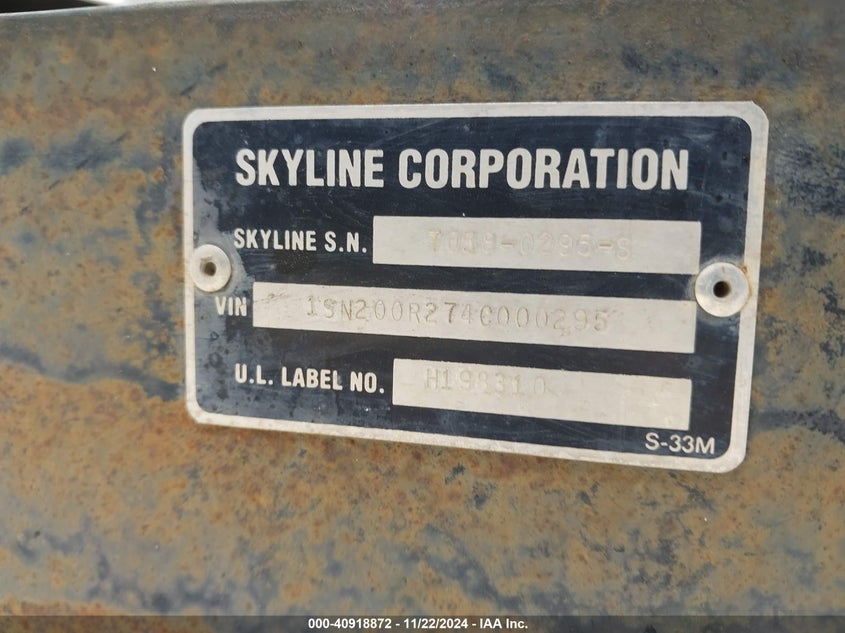 SKYLINE CORPORATION
SKYLINE S.N.
VIN 1SN200R274C000295
U.L. LABEL NO. H198310
S-33M
000-40918872 - 11/22/2024 - IAA Inc.